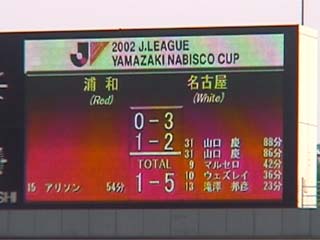 2002 J.LEAGUE
YAMAZAKI NABISCO CUP
浦和 名古屋
(Red) (White)
0-3
1-2
TOTAL
1-5
31 山口 慶 88分
31 山口 慶 86分
9 マルセロ 42分
10 ウェズレイ 36分
13 滝澤 邦彦 23分
15 アリソン 54分